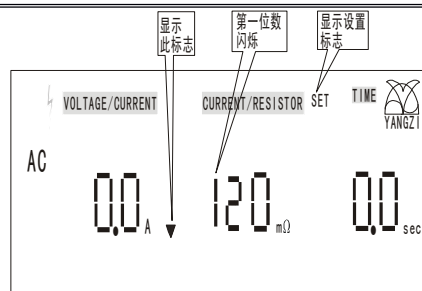 显示
此标志
第一位数
闪烁
显示设置
标志
VOLTAGE/CURRENT
CURRENT/RESISTOR
SET
TIME
YANGZI
AC
0.0 A
120 mΩ
0.0 sec